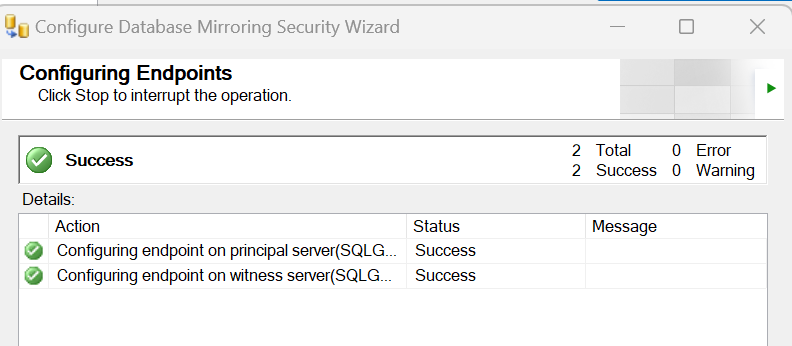 Configure Database Mirroring Security Wizard
Configuring Endpoints
Click Stop to interrupt the operation.
Success 2 Total 0 Error
2 Success 0 Warning
Details:
Action Status Message
Configuring endpoint on principal server(SQLG... Success
Configuring endpoint on witness server(SQLG... Success